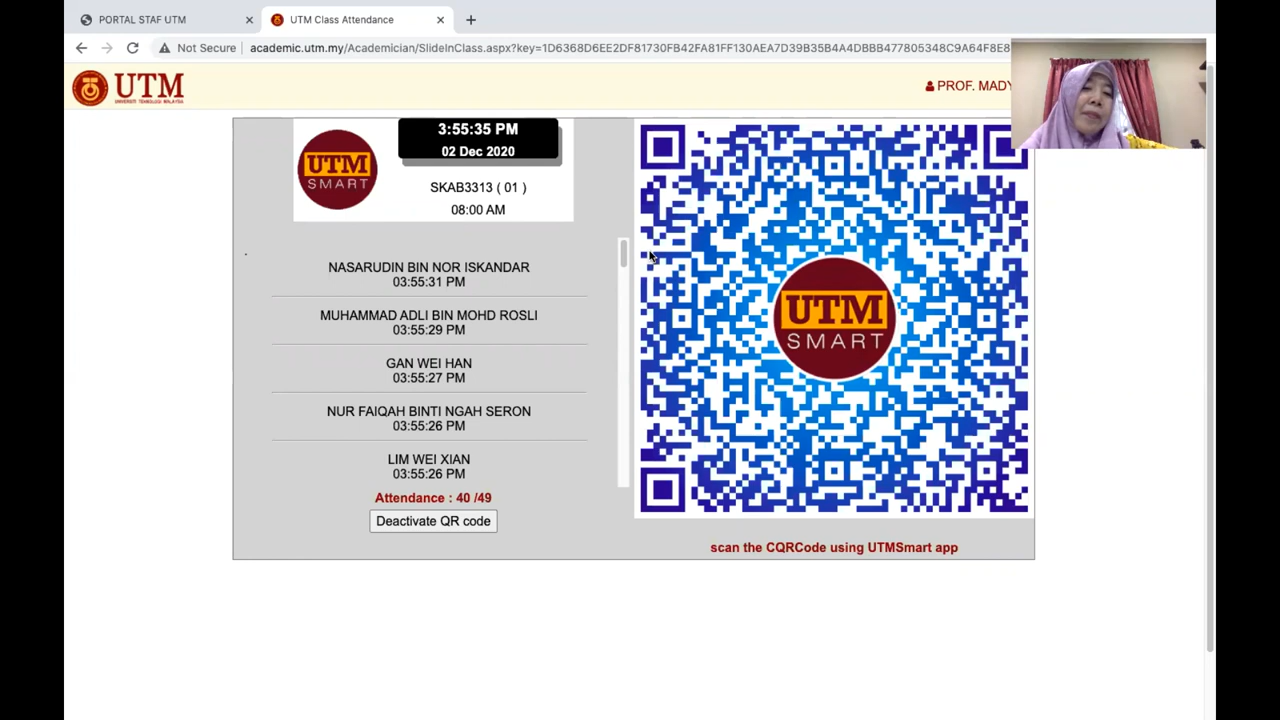 PORTAL STAF UTM
UTM Class Attendance
Not Secure
academic.utm.my/Academician/SlideInClass.aspx?key=1D6368D6EE2DF81730FB42FA81FF130AEA7D39B35B4A4DBBB477805348C9A64F8E8
UTM
UNIVERSITI TEKNOLOGI MALAYSIA
PROF. MADY
UTM
SMART
3:55:35 PM
02 Dec 2020
SKAB3313 ( 01 )
08:00 AM
NASARUDIN BIN NOR ISKANDAR
03:55:31 PM
MUHAMMAD ADLI BIN MOHD ROSLI
03:55:29 PM
GAN WEI HAN
03:55:27 PM
NUR FAIQAH BINTI NGAH SERON
03:55:26 PM
LIM WEI XIAN
03:55:26 PM
Attendance : 40 /49
Deactivate QR code
UTM
SMART
scan the CQRCode using UTMSmart app